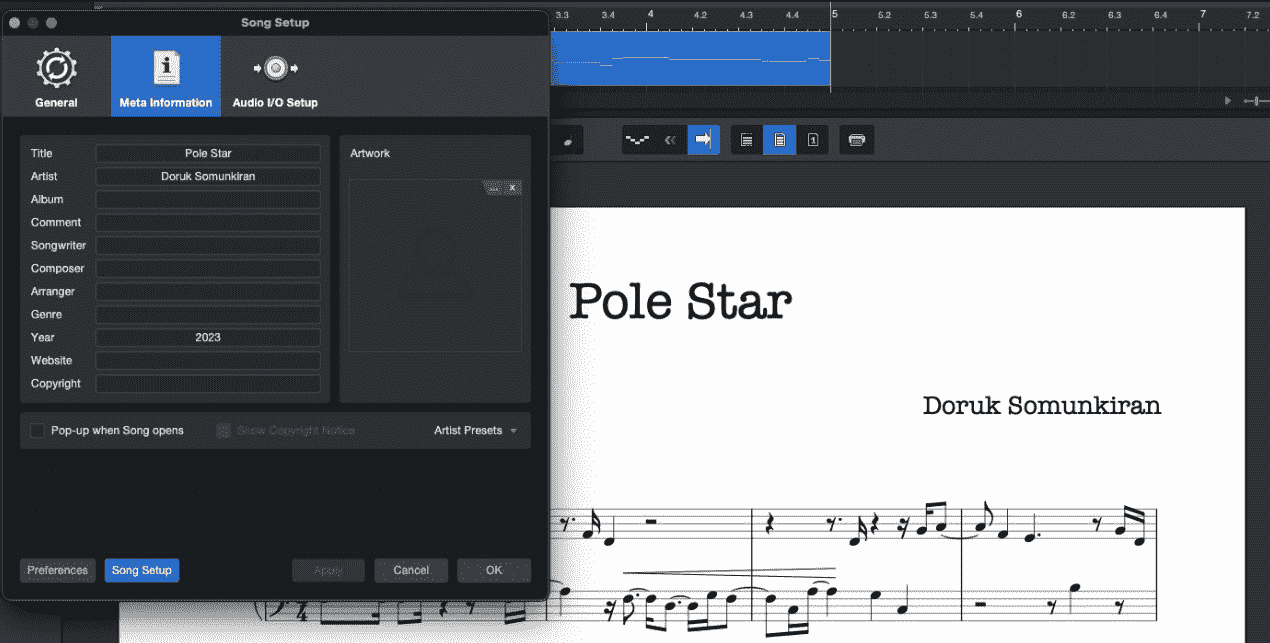 Song Setup
3.3 3.4 4 4.2 4.3 4.4 5 5.2 5.3 5.4 6 6.2 6.3 6.4 7 7.2
General
Meta Information
Audio I/O Setup
1
Title Pole Star
Artist Doruk Somunkiran
Album
Comment
Songwriter
Composer
Arranger
Genre
Year 2023
Website
Copyright
Artwork
... x
Pop-up when Song opens
Show Copyright Notice
Artist Presets
Preferences
Song Setup
Apply
Cancel
OK
Pole Star
Doruk Somunkiran
4